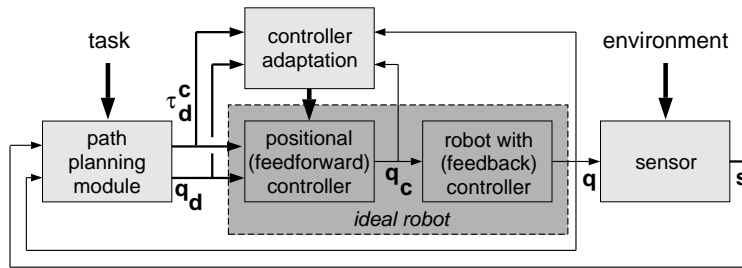 task
controller
adaptation
environment
τ c d
path
planning
module
q d
positional
(feedforward)
controller
q c
robot with
(feedback)
controller
q
sensor
s
ideal robot